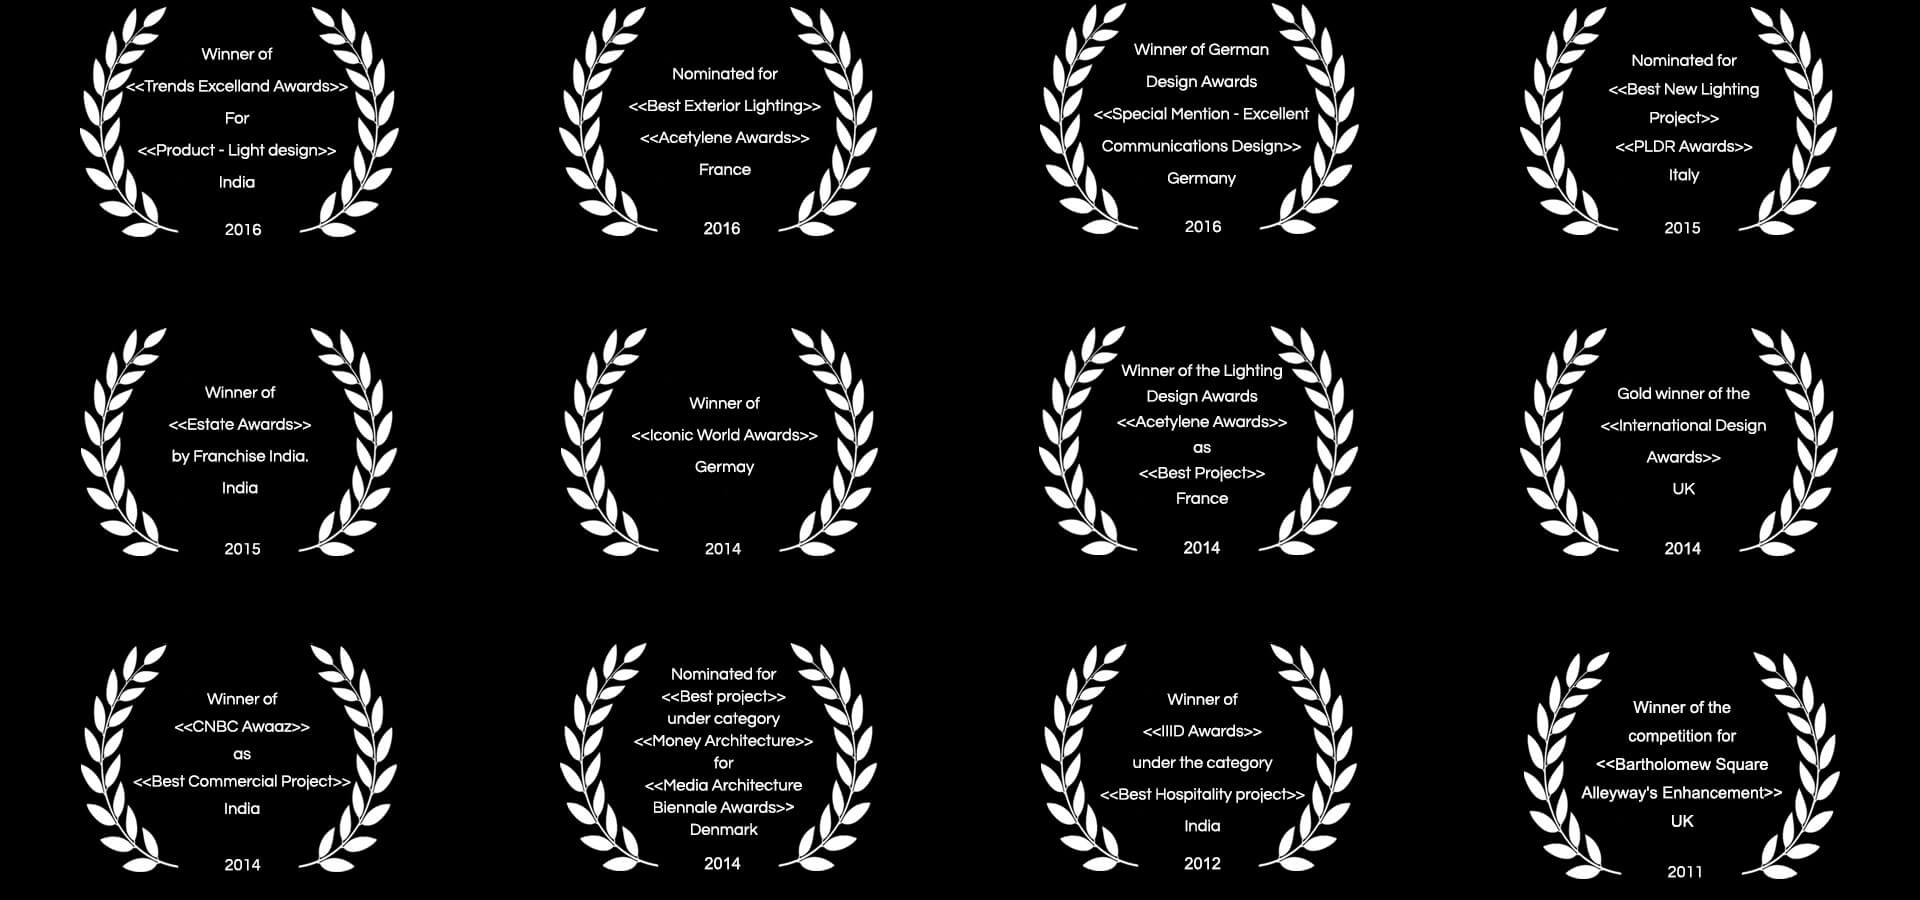 Winner of
<<Trends Excelland Awards>>
For
<<Product - Light design>>
India
2016
Nominated for
<<Best Exterior Lighting>>
<<Acetylene Awards>>
France
2016
Winner of German
Design Awards
<<Special Mention - Excellent
Communications Design>>
Germany
2016
Nominated for
<<Best New Lighting
Project>>
<<PLDR Awards>>
Italy
2015
Winner of
<<Estate Awards>>
by Franchise India.
India
2015
Winner of
<<Iconic World Awards>>
Germay
2014
Winner of the Lighting
Design Awards
<<Acetylene Awards>>
as
<<Best Project>>
France
2014
Gold winner of the
<<International Design
Awards>>
UK
2014
Winner of
<<CNBC Awaaz>>
as
<<Best Commercial Project>>
India
2014
Nominated for
<<Best project>>
under category
<<Money Architecture>>
for
<<Media Architecture
Biennale Awards>>
Denmark
2014
Winner of
<<IIID Awards>>
under the category
<<Best Hospitality project>>
India
2012
Winner of the
competition for
<<Bartholomew Square
Alleyway's Enhancement>>
UK
2011